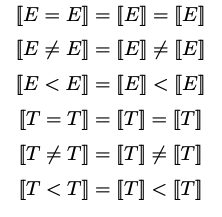 ⟦E = E⟧ = ⟦E⟧ = ⟦E⟧
⟦E ≠ E⟧ = ⟦E⟧ ≠ ⟦E⟧
⟦E < E⟧ = ⟦E⟧ < ⟦E⟧
⟦T = T⟧ = ⟦T⟧ = ⟦T⟧
⟦T ≠ T⟧ = ⟦T⟧ ≠ ⟦T⟧
⟦T < T⟧ = ⟦T⟧ < ⟦T⟧